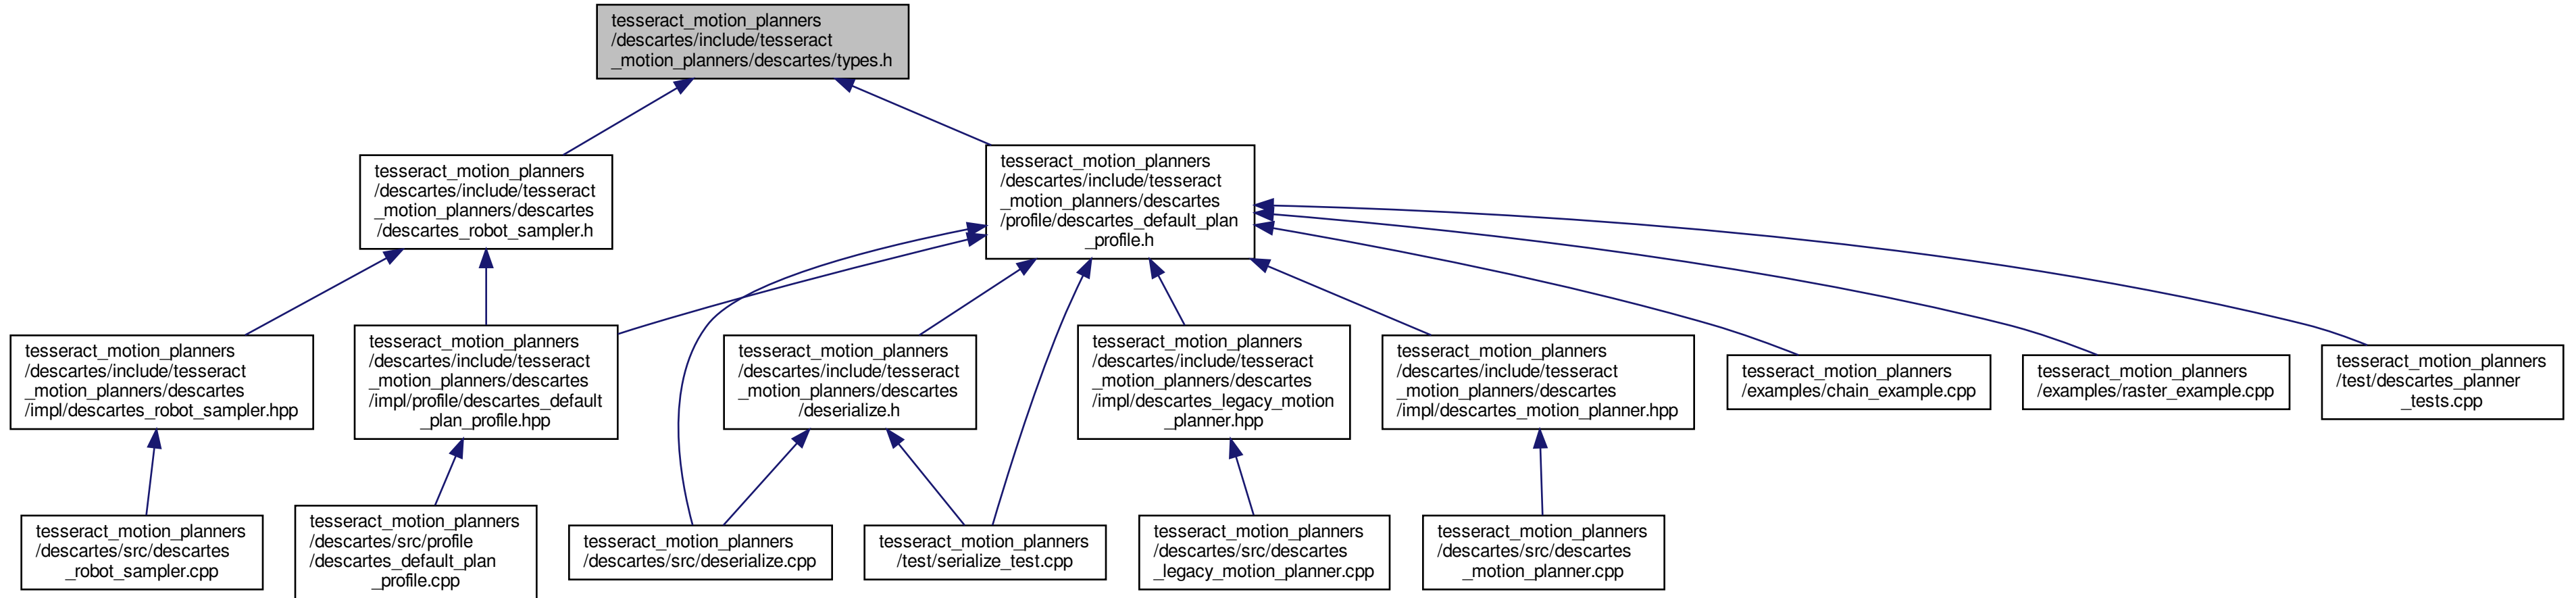 tesseract_motion_planners
/descartes/include/tesseract
_motion_planners/descartes/types.h
tesseract_motion_planners
/descartes/include/tesseract
_motion_planners/descartes
/descartes_robot_sampler.h
tesseract_motion_planners
/descartes/include/tesseract
_motion_planners/descartes
/profile/descartes_default_plan
_profile.h
tesseract_motion_planners
/descartes/include/tesseract
_motion_planners/descartes
/impl/descartes_robot_sampler.hpp
tesseract_motion_planners
/descartes/include/tesseract
_motion_planners/descartes
/impl/profile/descartes_default
_plan_profile.hpp
tesseract_motion_planners
/descartes/include/tesseract
_motion_planners/descartes
/deserialize.h
tesseract_motion_planners
/descartes/include/tesseract
_motion_planners/descartes
/impl/descartes_legacy_motion
_planner.hpp
tesseract_motion_planners
/descartes/include/tesseract
_motion_planners/descartes
/impl/descartes_motion_planner.hpp
tesseract_motion_planners
/examples/chain_example.cpp
tesseract_motion_planners
/examples/raster_example.cpp
tesseract_motion_planners
/test/descartes_planner
_tests.cpp
tesseract_motion_planners
/descartes/src/descartes
_robot_sampler.cpp
tesseract_motion_planners
/descartes/src/profile
/descartes_default_plan
_profile.cpp
tesseract_motion_planners
/descartes/src/deserialize.cpp
tesseract_motion_planners
/test/serialize_test.cpp
tesseract_motion_planners
/descartes/src/descartes
_legacy_motion_planner.cpp
tesseract_motion_planners
/descartes/src/descartes
_motion_planner.cpp